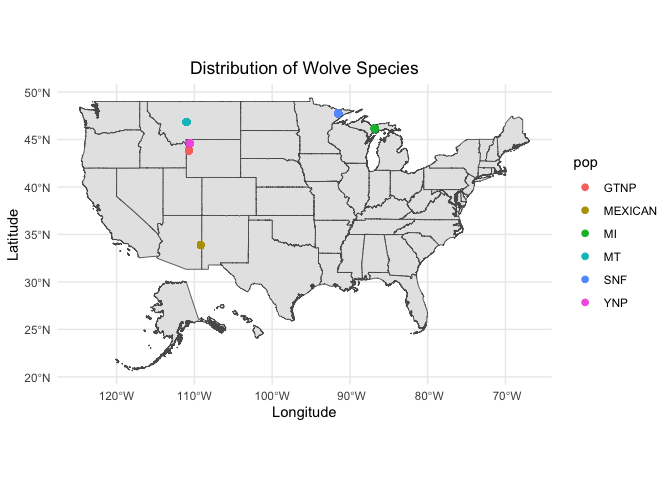 Distribution of Wolve Species
50°N
45°N
40°N
35°N
30°N
25°N
20°N
Latitude
120°W 110°W 100°W 90°W 80°W 70°W
Longitude
pop
GTNP
MEXICAN
MI
MT
SNF
YNP